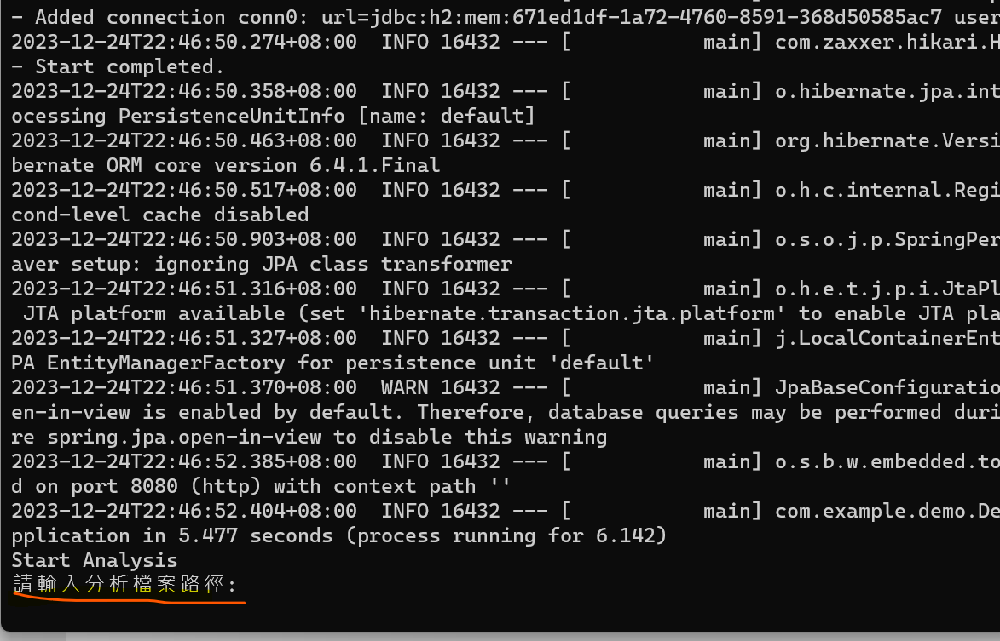 - Added connection conn0: url=jdbc:h2:mem:671ed1df-1a72-4760-8591-368d50585ac7 user
2023-12-24T22:46:50.274+08:00  INFO 16432 --- [           main] com.zaxxer.hikari.H
- Start completed.
2023-12-24T22:46:50.358+08:00  INFO 16432 --- [           main] o.hibernate.jpa.int
ocessing PersistenceUnitInfo [name: default]
2023-12-24T22:46:50.463+08:00  INFO 16432 --- [           main] org.hibernate.Versi
bernate ORM core version 6.4.1.Final
2023-12-24T22:46:50.517+08:00  INFO 16432 --- [           main] o.h.c.internal.Regi
cond-level cache disabled
2023-12-24T22:46:50.903+08:00  INFO 16432 --- [           main] o.s.o.j.p.SpringPer
aver setup: ignoring JPA class transformer
2023-12-24T22:46:51.316+08:00  INFO 16432 --- [           main] o.h.e.t.j.p.i.JtaPl
 JTA platform available (set 'hibernate.transaction.jta.platform' to enable JTA pla
2023-12-24T22:46:51.327+08:00  INFO 16432 --- [           main] j.LocalContainerEnt
PA EntityManagerFactory for persistence unit 'default'
2023-12-24T22:46:51.370+08:00  WARN 16432 --- [           main] JpaBaseConfiguratio
en-in-view is enabled by default. Therefore, database queries may be performed duri
re spring.jpa.open-in-view to disable this warning
2023-12-24T22:46:52.385+08:00  INFO 16432 --- [           main] o.s.b.w.embedded.to
d on port 8080 (http) with context path ''
2023-12-24T22:46:52.404+08:00  INFO 16432 --- [           main] com.example.demo.De
pplication in 5.477 seconds (process running for 6.142)
Start Analysis
請輸入分析檔案路徑: